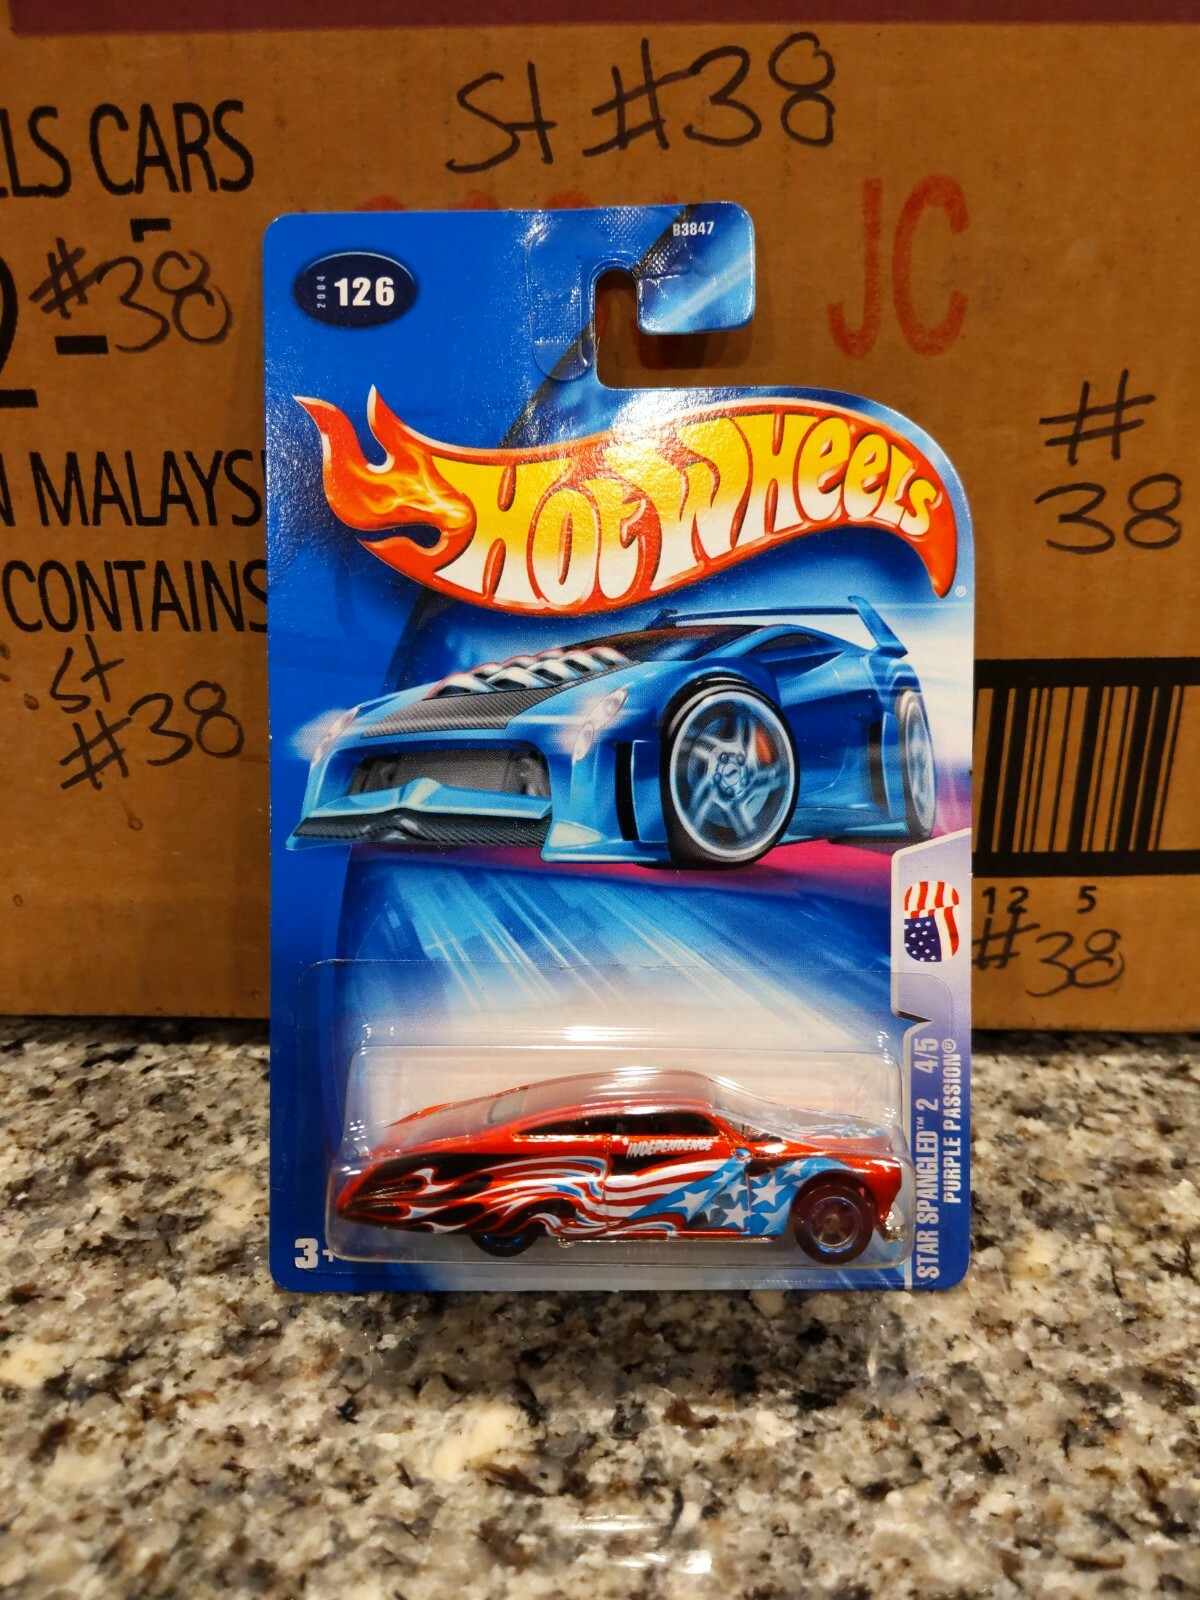 St #38
LS CARS
JC
#38
B3847
2004 126
#
38
HOT WHEELS
®
N MALAYS
CONTAINS
St
#38
12 5
#38
STAR SPANGLED™ 2 4/5
PURPLE PASSION®
INDEPENDENCE
3+